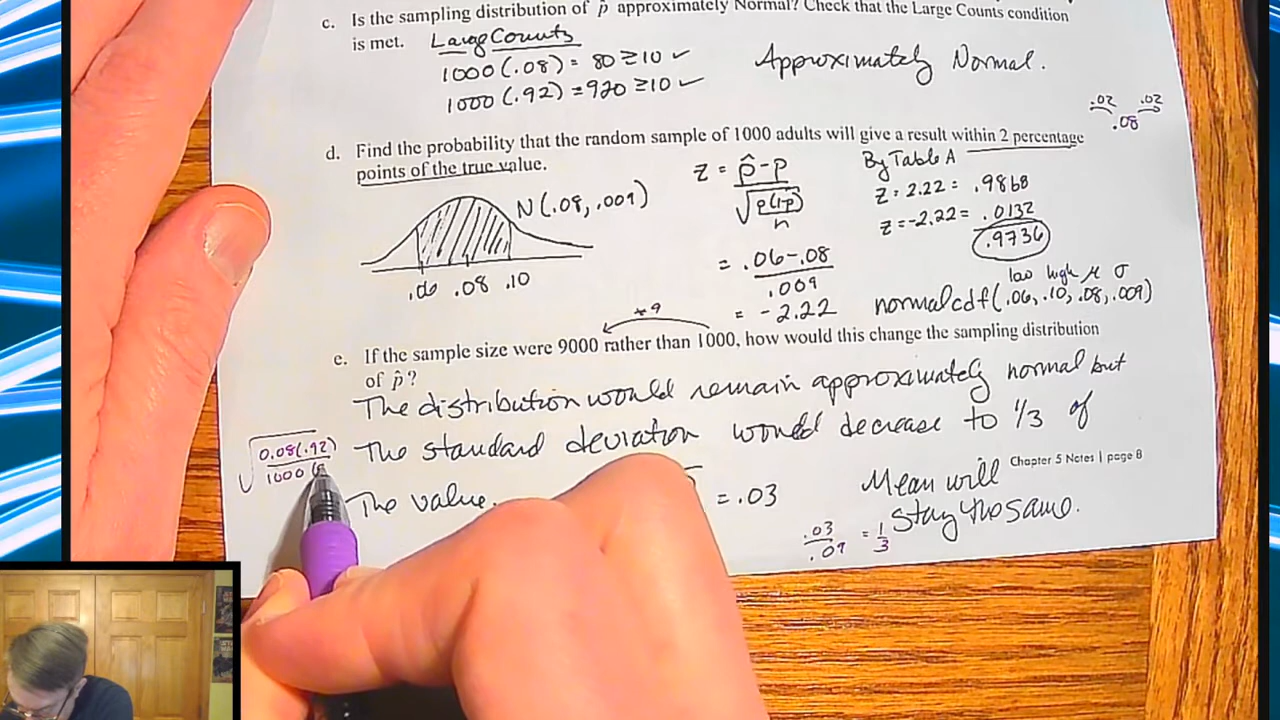 c. Is the sampling distribution of p̂ approximately Normal? Check that the Large Counts condition
is met. Large Counts
1000(.08) = 80 ≥ 10 ✓
1000(.92) = 920 ≥ 10 ✓
Approximately Normal.
.02 .02
.08
d. Find the probability that the random sample of 1000 adults will give a result within 2 percentage
points of the true value.
N(.08, .009)
.06 .08 .10
z = p̂-p / √p(1-p)/n
= .06-.08 / .009
= -2.22
By Table A
z = 2.22 = .9868
z = -2.22 = .0132
.9736
low high μ σ
normalcdf(.06, .10, .08, .009)
e. If the sample size were 9000 rather than 1000, how would this change the sampling distribution
of p̂?
The distribution would remain approximately normal but
The standard deviation would decrease to 1/3 of
The value.
√0.08(.92)
1000
= .03
Mean will
stay the same.
.03 / .09 = 1/3
Chapter 5 Notes | page 8